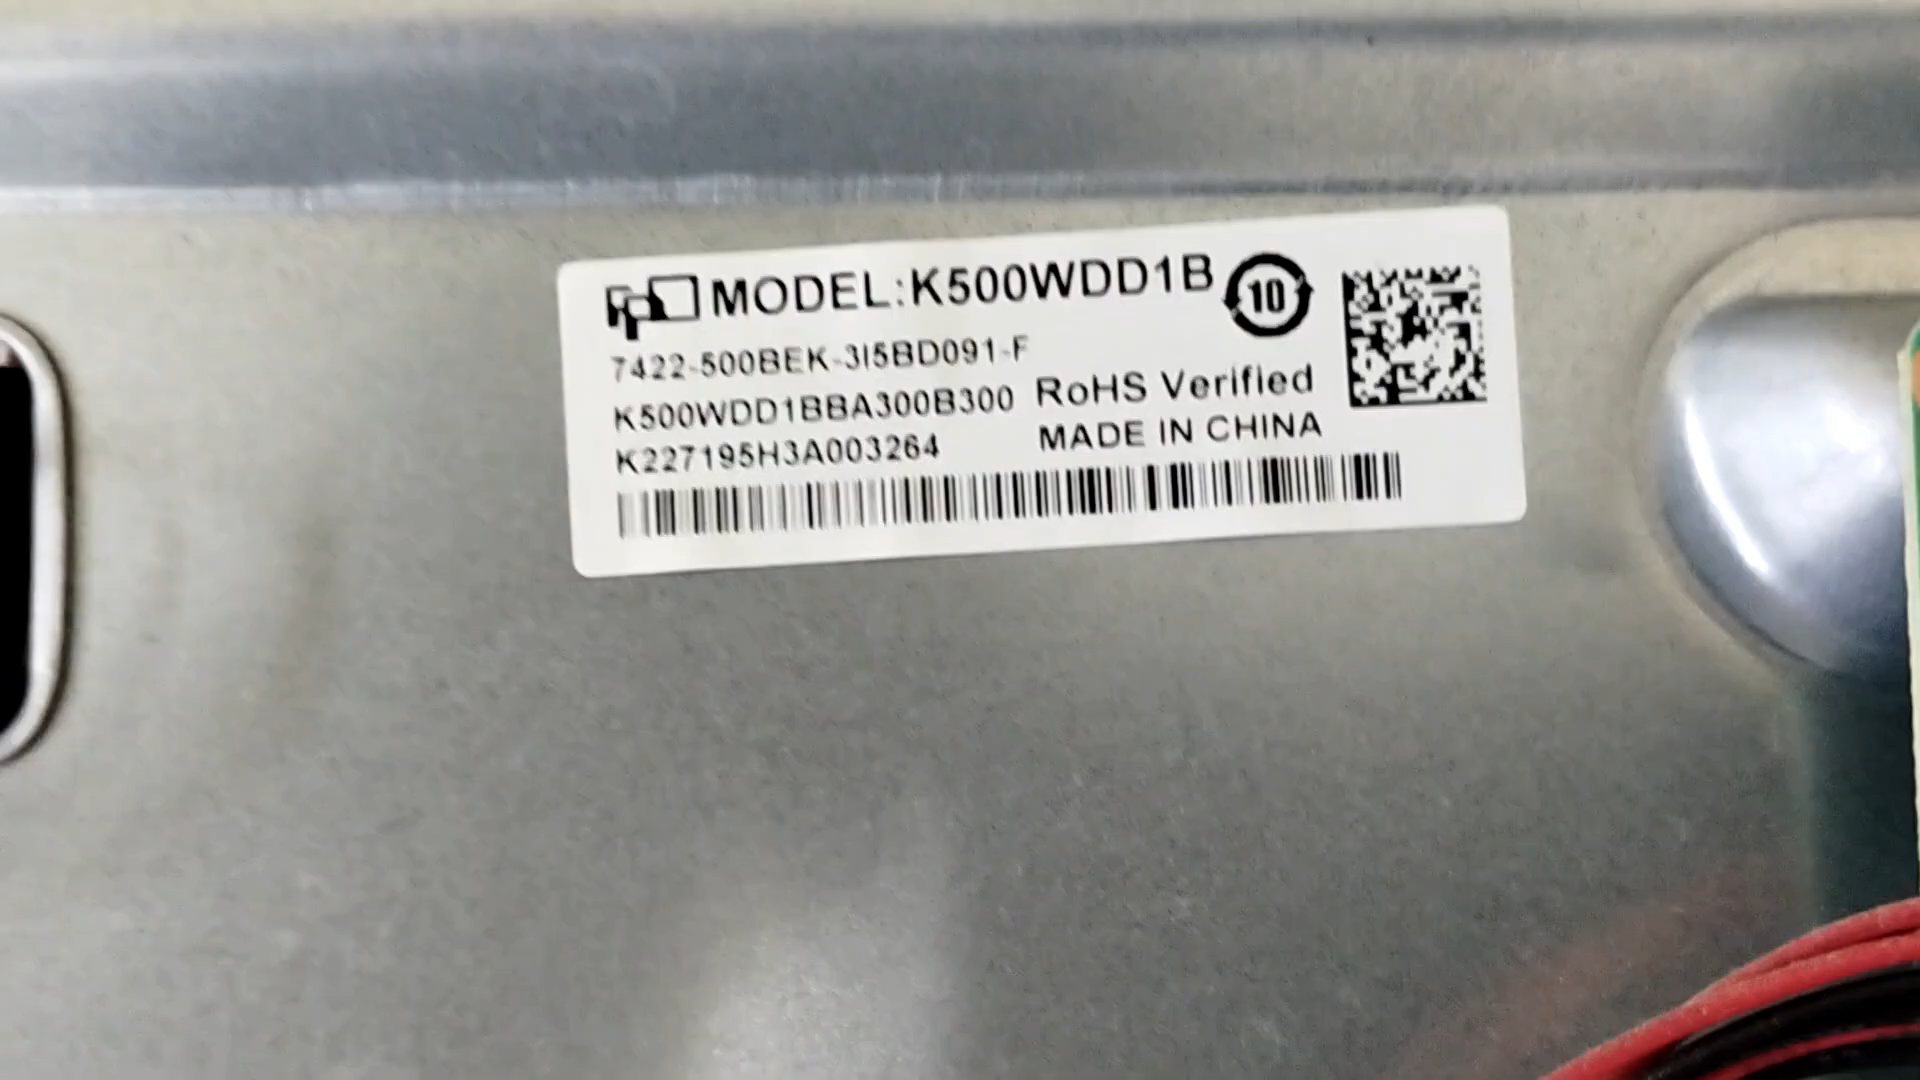 MODEL:K500WDD1B
10
7422-500BEK-3I5BD091-F
K500WDD1BBA300B300 RoHS Verified
K227195H3A003264 MADE IN CHINA